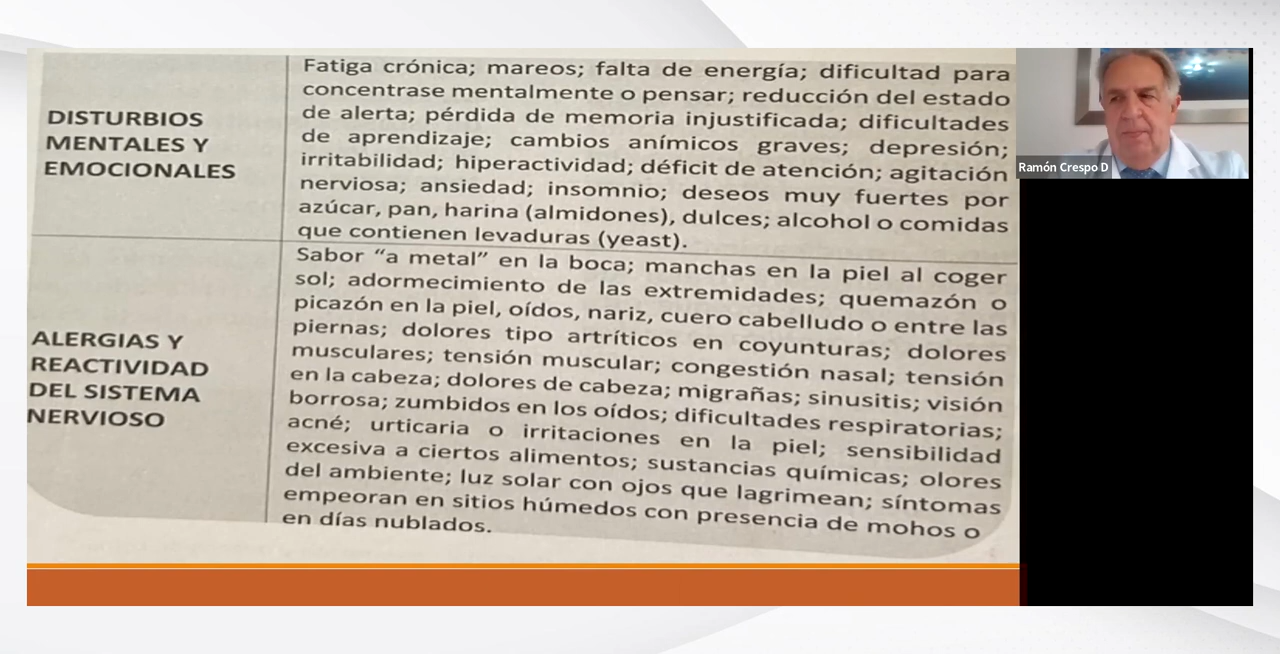 Fatiga crónica; mareos; falta de energía; dificultad para
concentrase mentalmente o pensar; reducción del estado
de alerta; pérdida de memoria injustificada; dificultades
de aprendizaje; cambios anímicos graves; depresión;
irritabilidad; hiperactividad; déficit de atención; agitación
nerviosa; ansiedad; insomnio; deseos muy fuertes por
azúcar, pan, harina (almidones), dulces; alcohol o comidas
que contienen levaduras (yeast).
DISTURBIOS
MENTALES Y
EMOCIONALES
Sabor “a metal” en la boca; manchas en la piel al coger
sol; adormecimiento de las extremidades; quemazón o
picazón en la piel, oídos, nariz, cuero cabelludo o entre las
piernas; dolores tipo artríticos en coyunturas; dolores
musculares; tensión muscular; congestión nasal; tensión
en la cabeza; dolores de cabeza; migrañas; sinusitis; visión
borrosa; zumbidos en los oídos; dificultades respiratorias;
acné; urticaria o irritaciones en la piel; sensibilidad
excesiva a ciertos alimentos; sustancias químicas; olores
del ambiente; luz solar con ojos que lagrimean; síntomas
empeoran en sitios húmedos con presencia de mohos o
en días nublados.
ALERGIAS Y
REACTIVIDAD
DEL SISTEMA
NERVIOSO
Ramón Crespo D